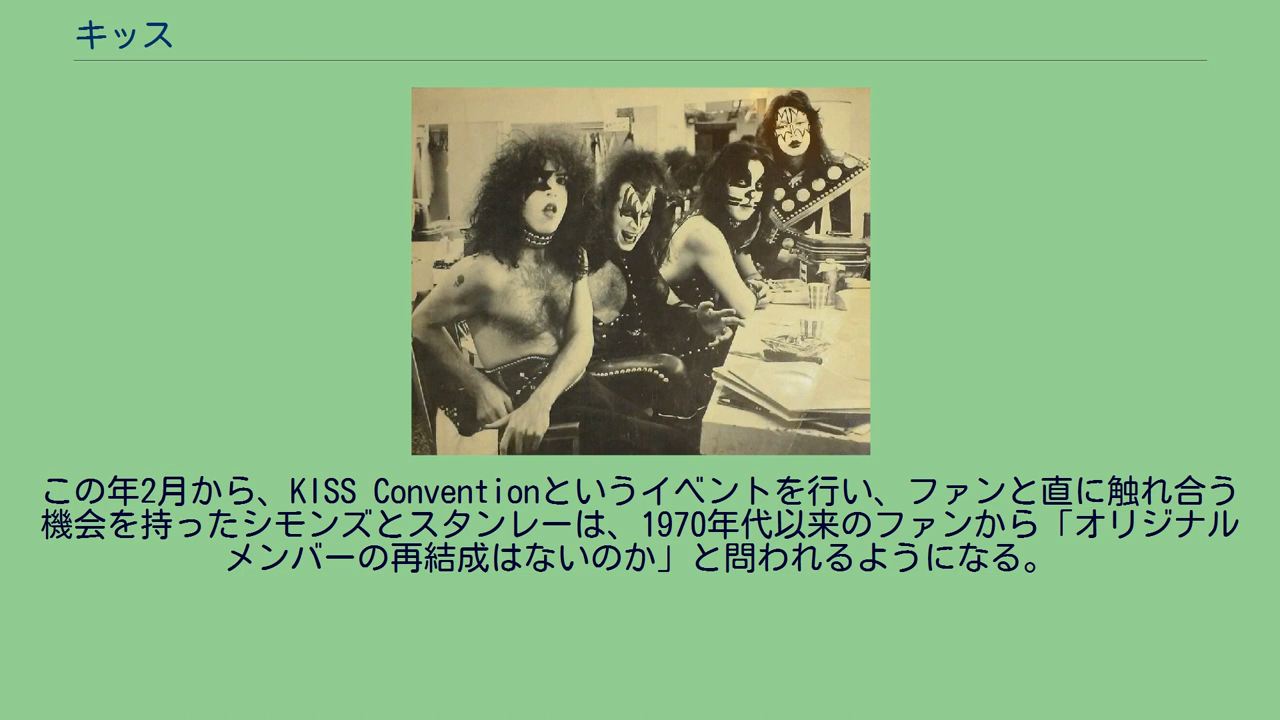 キッス
この年2月から、KISS Conventionというイベントを行い、ファンと直に触れ合う
機会を持ったシモンズとスタンレーは、1970年代以来のファンから「オリジナル
メンバーの再結成はないのか」と問われるようになる。